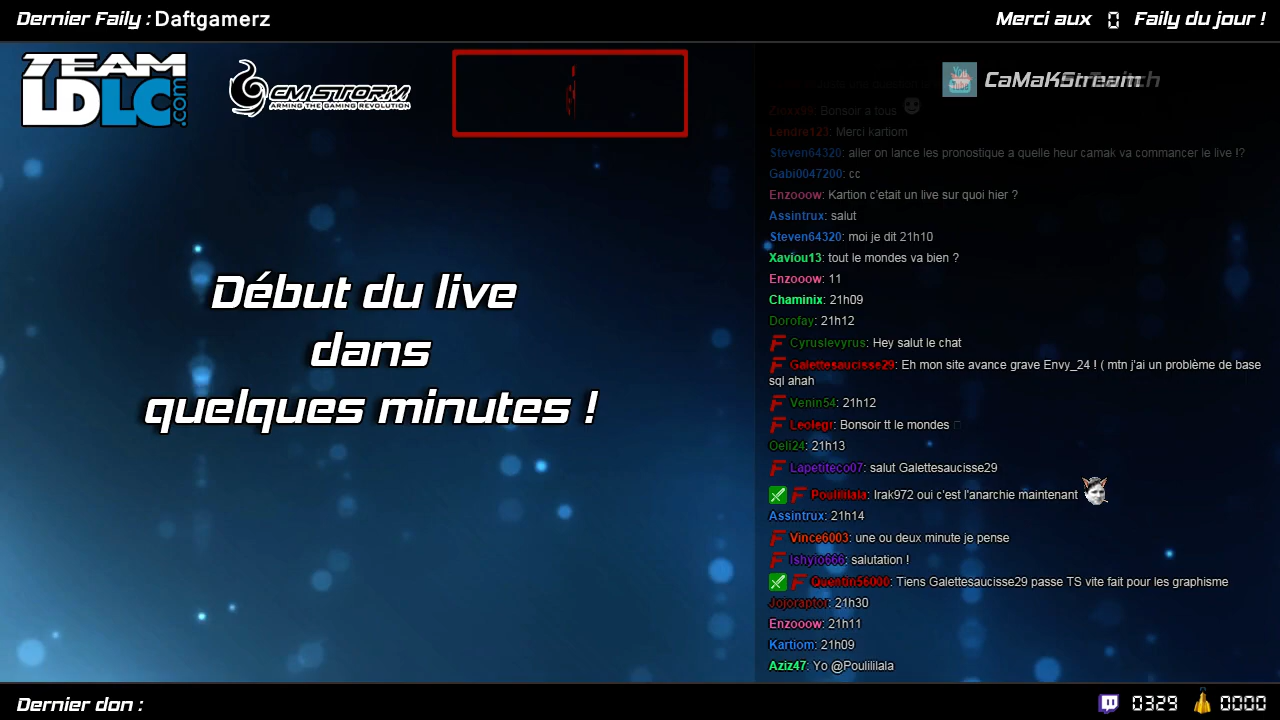 Dernier Faily : Daftgamerz
Merci aux 0 Faily du jour !
TEAM
LDLC.com
CM STORM
ARMING THE GAMING REVOLUTION
CaMaKStream
Zinax99: Bonsoir a tous
Lendre123: Merci kartiom
Steven64320: aller on lance les pronostique a quelle heur camak va commancer le live !?
Gabi0047200: cc
Enzooow: Kartion c'etait un live sur quoi hier ?
Assintrux: salut
Steven64320: moi je dit 21h10
Xaviou13: tout le mondes va bien ?
Enzooow: 11
Chaminix: 21h09
Dorofay: 21h12
F Cyruslevyrus: Hey salut le chat
F Galettesaucisse29: Eh mon site avance grave Envy_24 ! ( mtn j'ai un problème de base
sql ahah
F Venin54: 21h12
F Leolegr: Bonsoir tt le mondes
Oeli24: 21h13
F Lapetiteco07: salut Galettesaucisse29
F Poulililala: Irak972 oui c'est l'anarchie maintenant
Assintrux: 21h14
F Vince6003: une ou deux minute je pense
F Ishyio666: salutation !
F Quentin56000: Tiens Galettesaucisse29 passe TS vite fait pour les graphisme
Jojoraptor: 21h30
Enzooow: 21h11
Kartiom: 21h09
Aziz47: Yo @Poulililala
Début du live
dans
quelques minutes !
Dernier don :
0329 0000